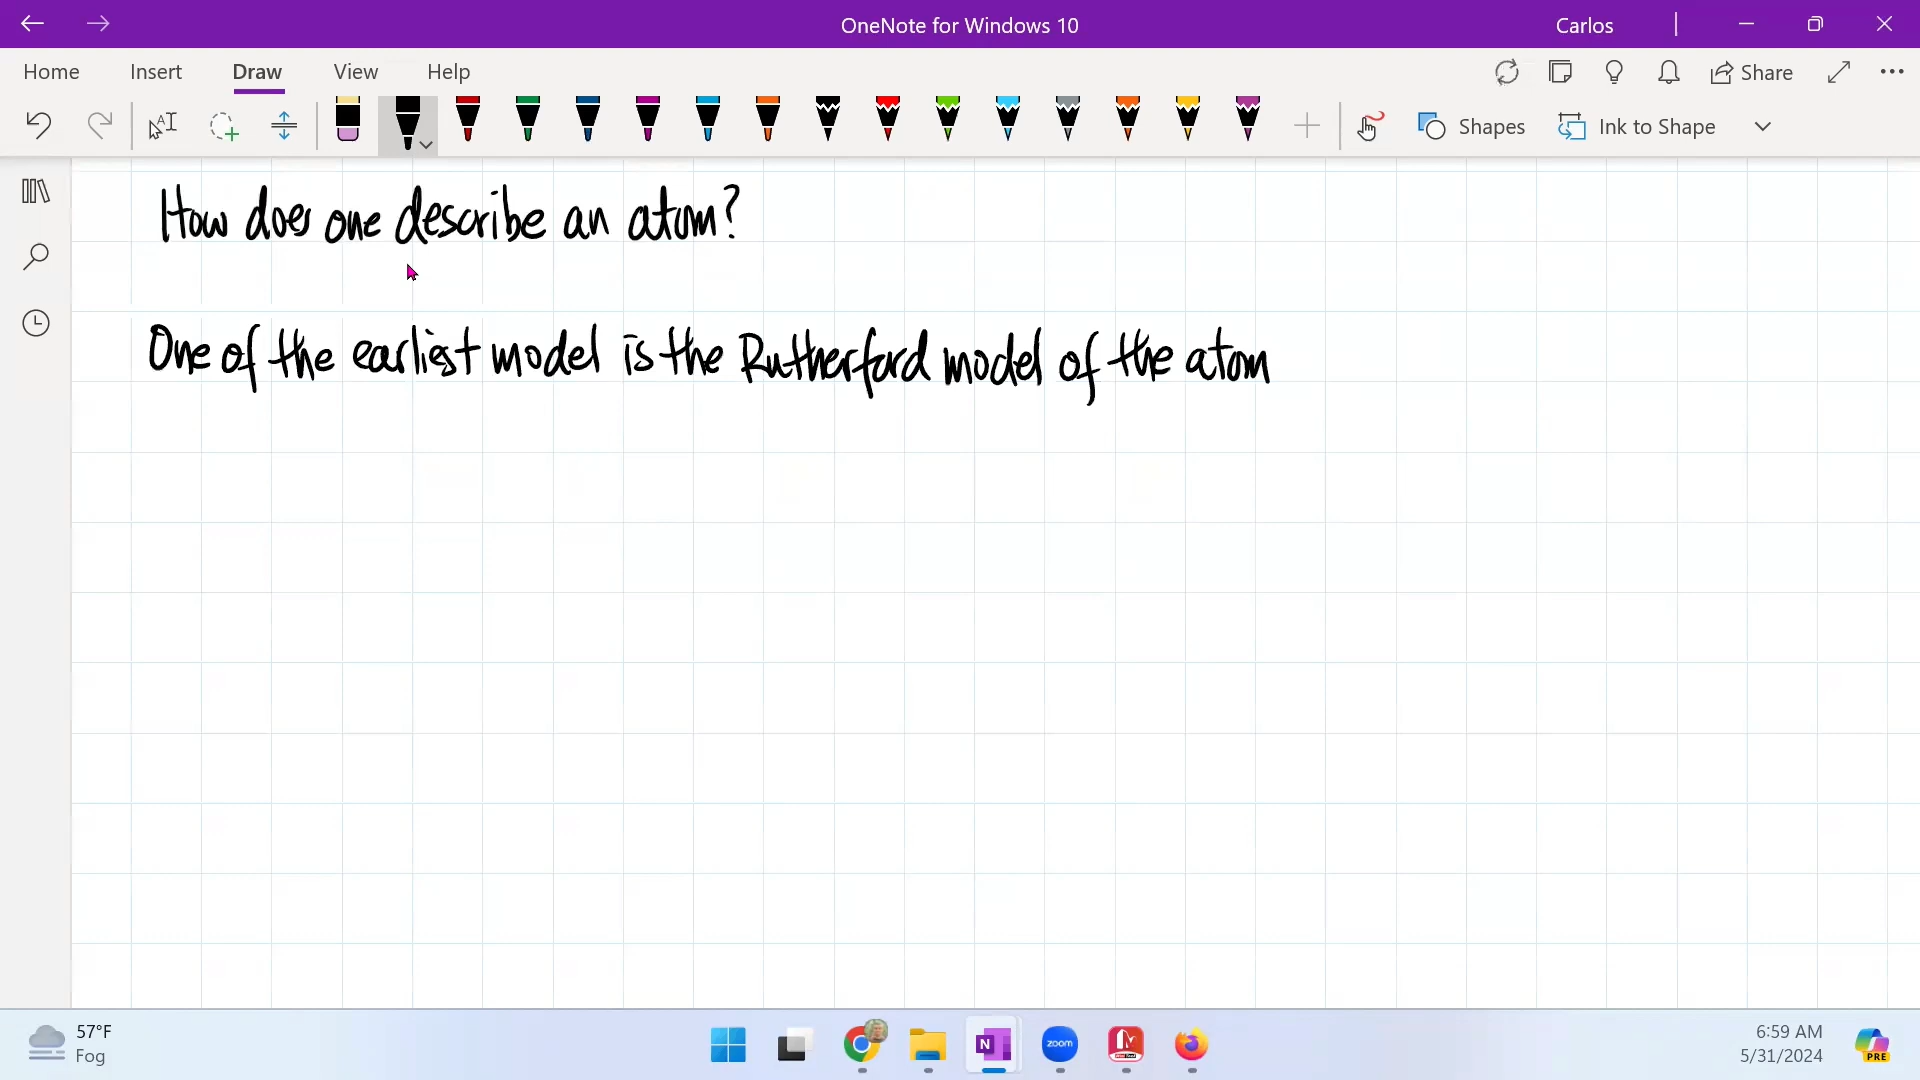 OneNote for Windows 10
Carlos
Home Insert Draw View Help
Share
Shapes Ink to Shape
How does one describe an atom?
One of the earliest model is the Rutherford model of the atom
57°F
Fog
N
zoom
6:59 AM
5/31/2024
PRE